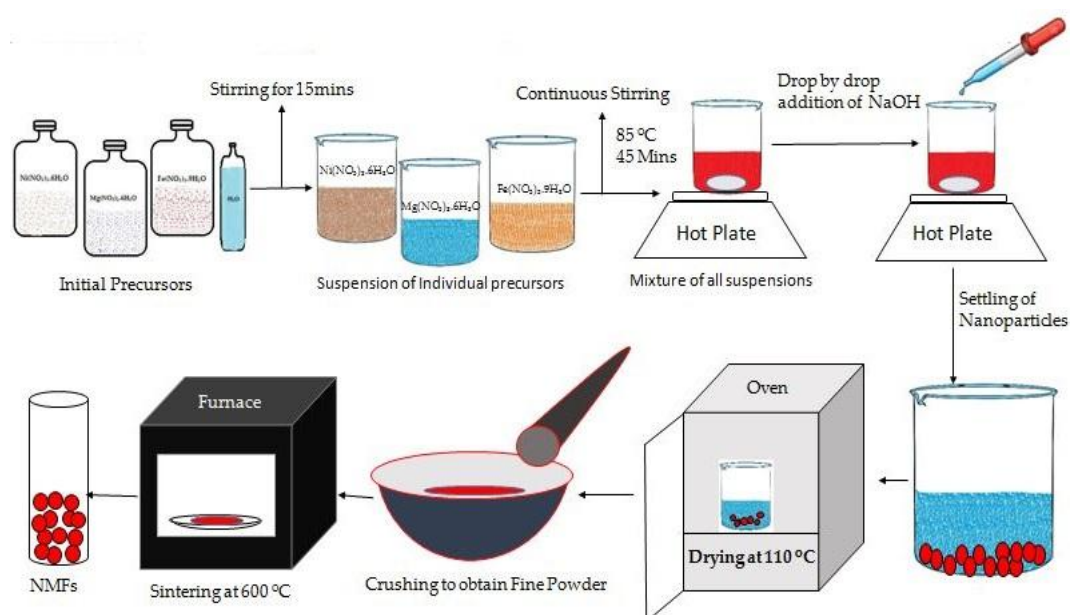 Stirring for 15mins
Continuous Stirring
85 ⁰C
45 Mins
Drop by drop
addition of NaOH
Ni(NO₃)₂.6H₂O
Mg(NO₃)₂.6H₂O
Fe(NO₃)₃.9H₂O
H₂O
Ni(NO₃)₂.6H₂O
Mg(NO₃)₂.6H₂O
Fe(NO₃)₃.9H₂O
Hot Plate
Hot Plate
Initial Precursors
Suspension of Individual precursors
Mixture of all suspensions
Settling of
Nanoparticles
Furnace
Oven
Drying at 110 ⁰C
NMFs
Sintering at 600 ⁰C
Crushing to obtain Fine Powder